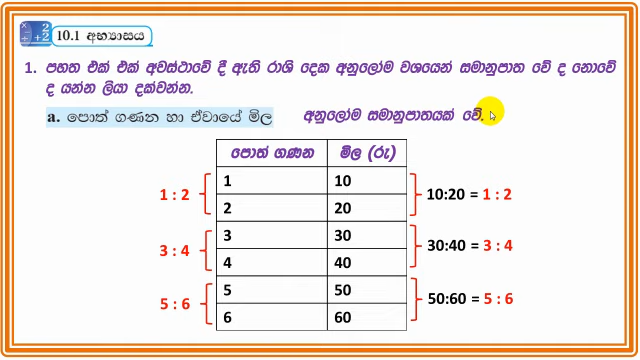 10.1 අභ්‍යාසය
1. පහත එක් එක් අවස්ථාවේ දී ඇති රාශි දෙක අනුලෝම වශයෙන් සමානුපාත වේ ද නොවේ
ද යන්න ලියා දක්වන්න.
a. පොත් ගණන හා ඒවායේ මිල අනුලෝම සමානුපාතයක් වේ.
පොත් ගණන මිල (රු)
1 10
1 : 2 10:20 = 1 : 2
2 20
3 30
3 : 4 30:40 = 3 : 4
4 40
5 50
5 : 6 50:60 = 5 : 6
6 60